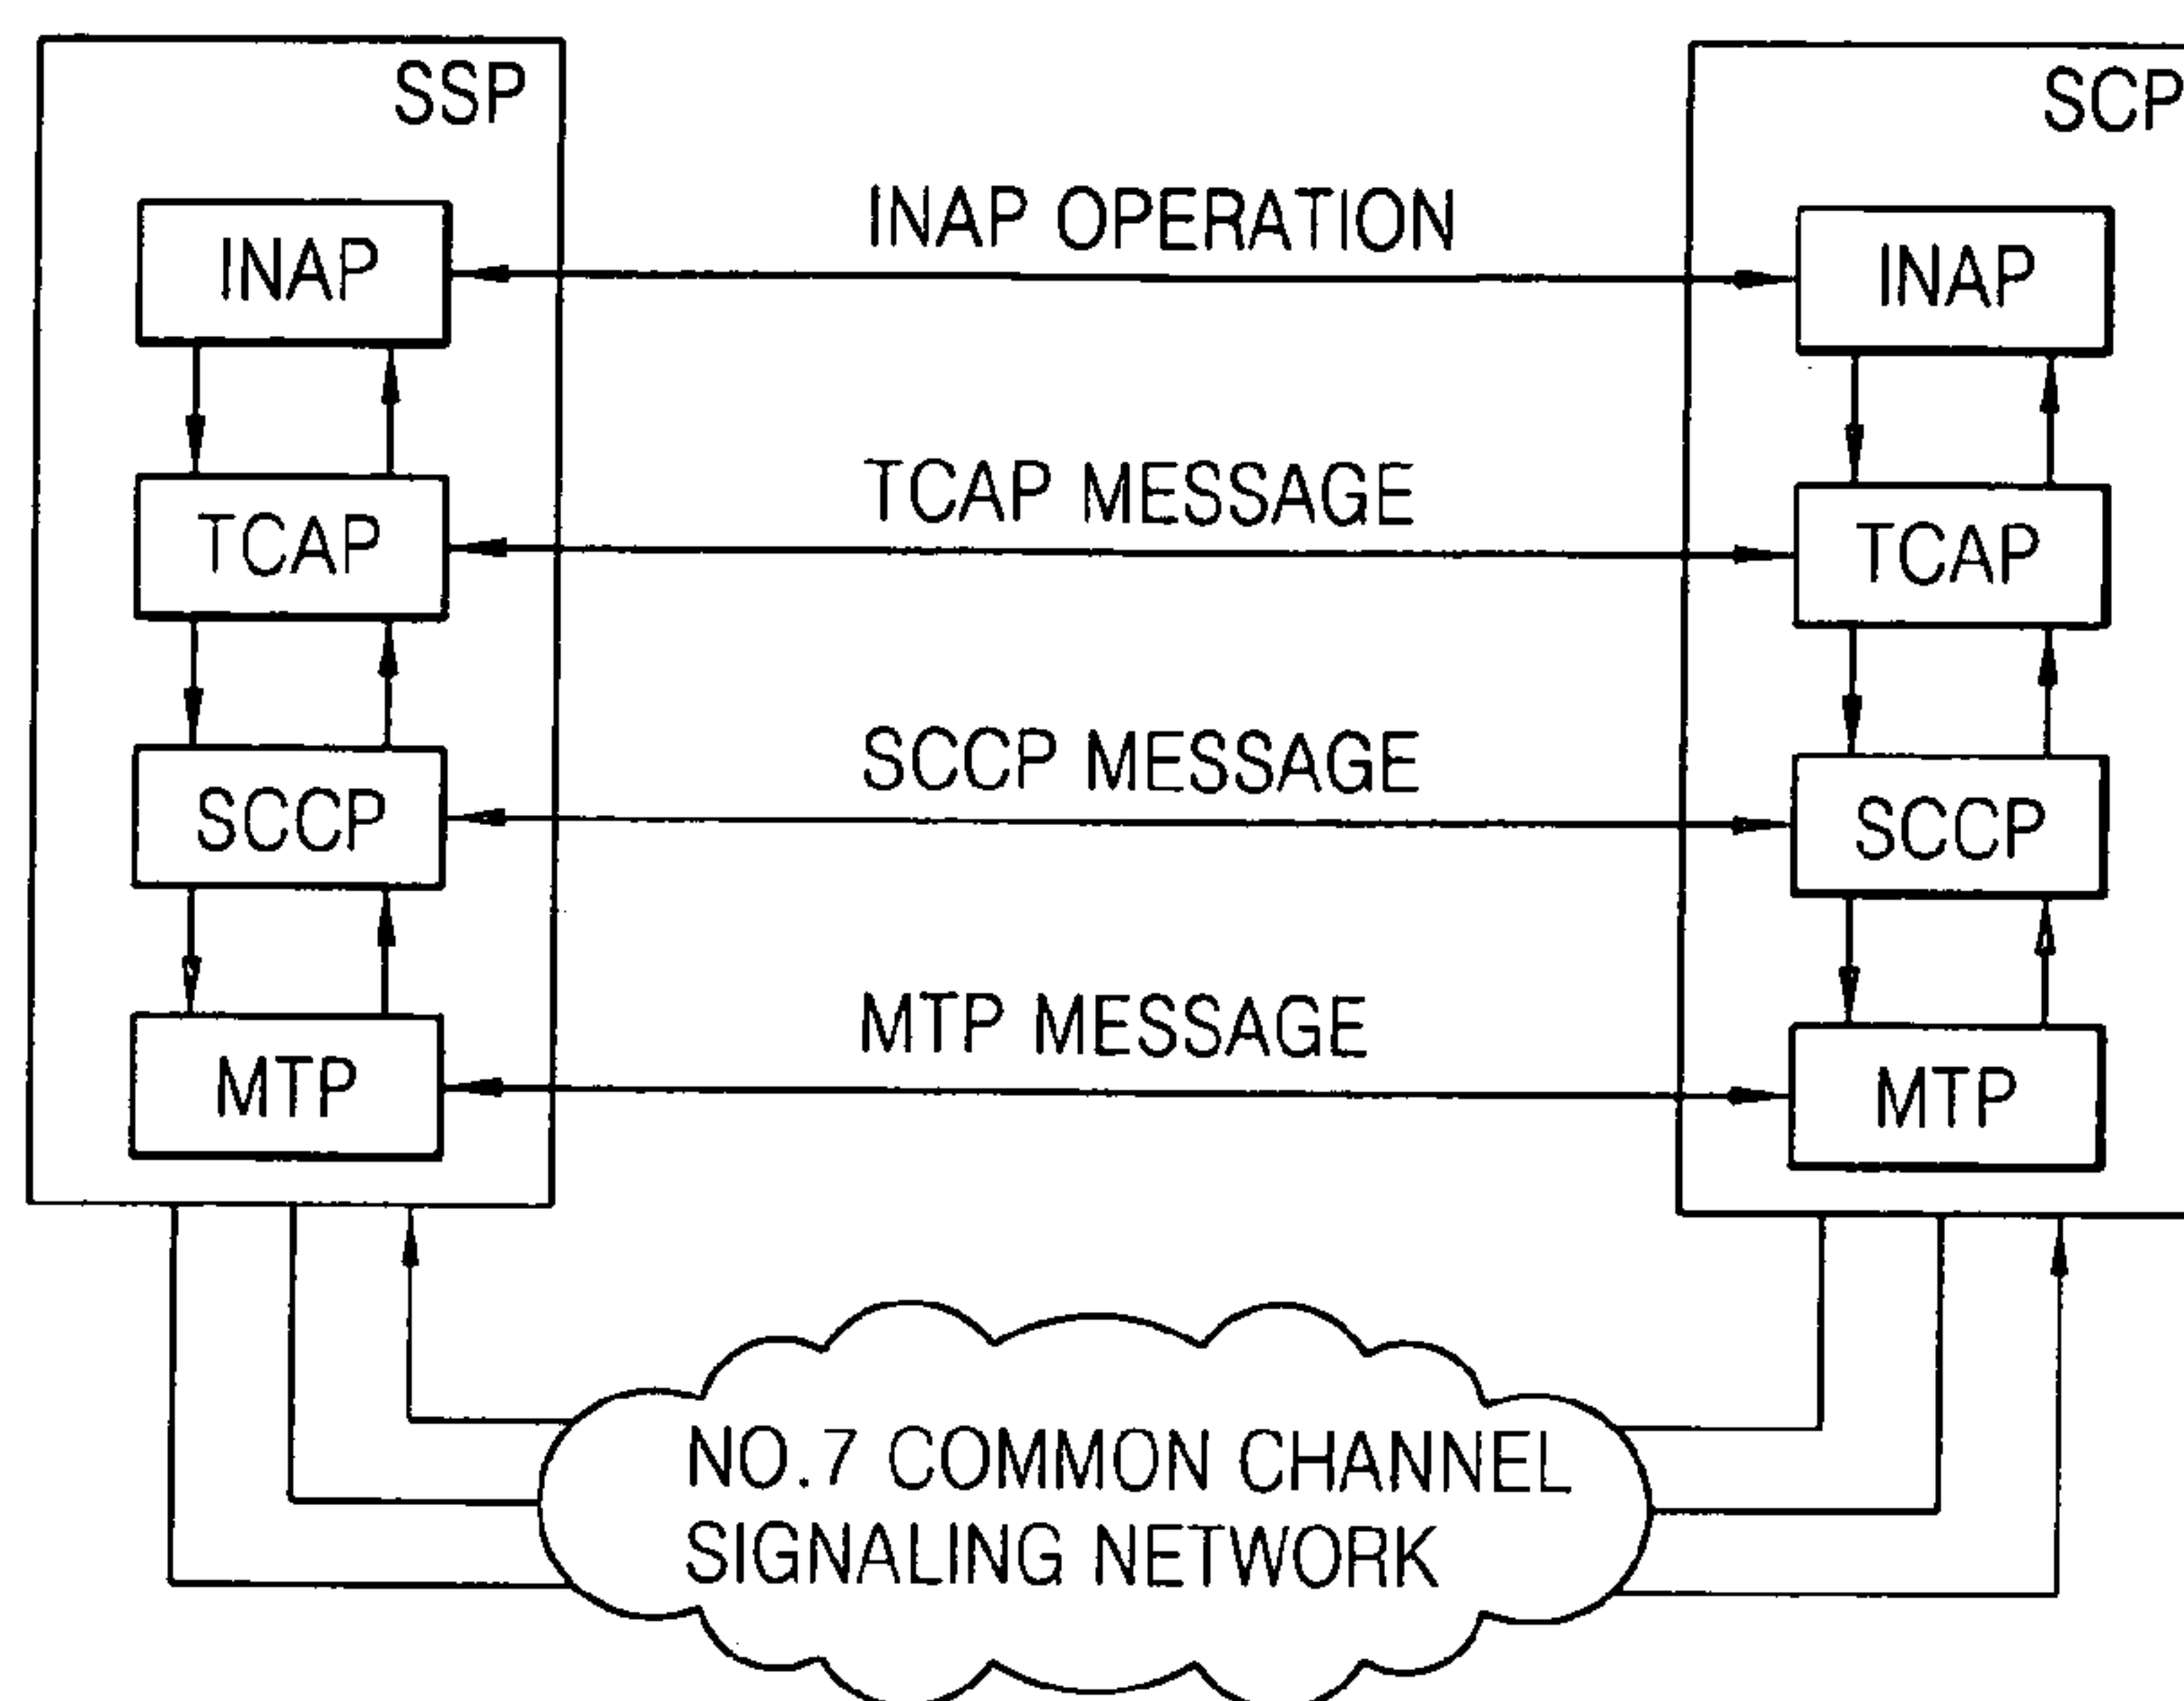 SSP
SCP
INAP
INAP OPERATION
INAP
TCAP
TCAP MESSAGE
TCAP
SCCP
SCCP MESSAGE
SCCP
MTP
MTP MESSAGE
MTP
NO.7 COMMON CHANNEL
SIGNALING NETWORK